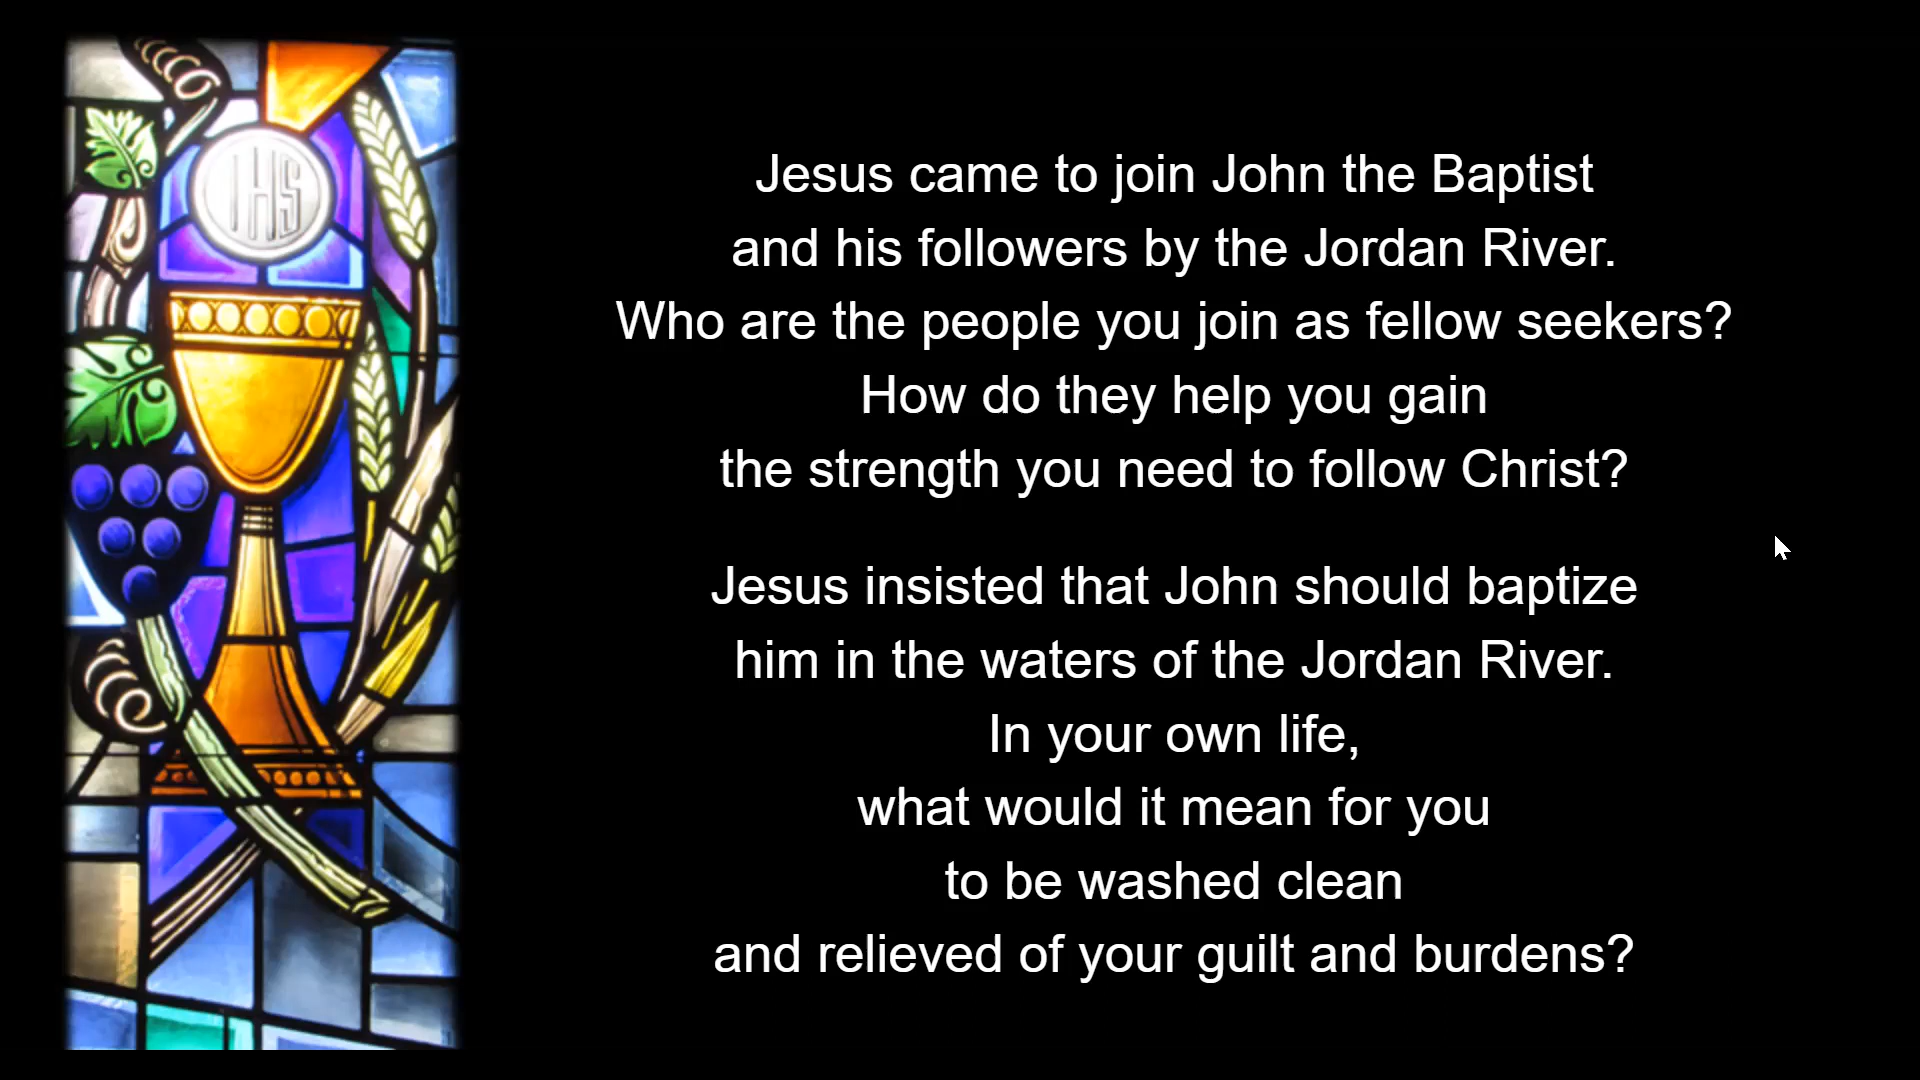 IHS
Jesus came to join John the Baptist
and his followers by the Jordan River.
Who are the people you join as fellow seekers?
How do they help you gain
the strength you need to follow Christ?
Jesus insisted that John should baptize
him in the waters of the Jordan River.
In your own life,
what would it mean for you
to be washed clean
and relieved of your guilt and burdens?